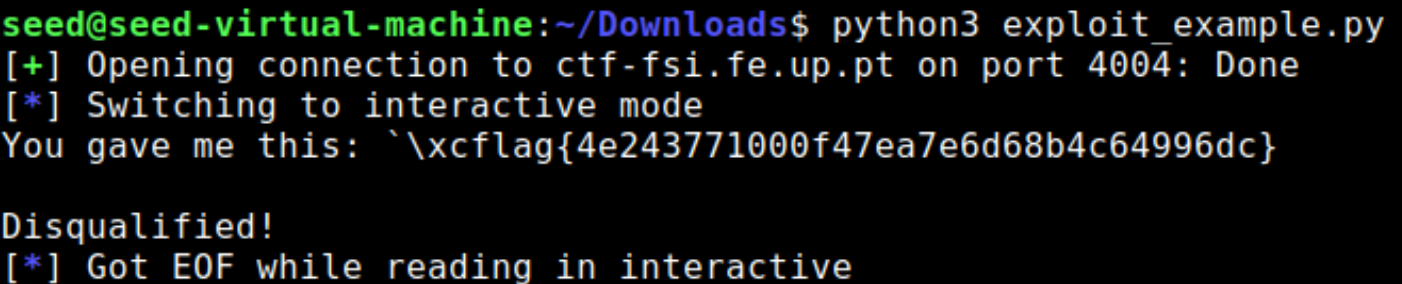 seed@seed-virtual-machine:~/Downloads$ python3 exploit_example.py
[+] Opening connection to ctf-fsi.fe.up.pt on port 4004: Done
[*] Switching to interactive mode
You gave me this: `\xcflag{4e243771000f47ea7e6d68b4c64996dc}
Disqualified!
[*] Got EOF while reading in interactive